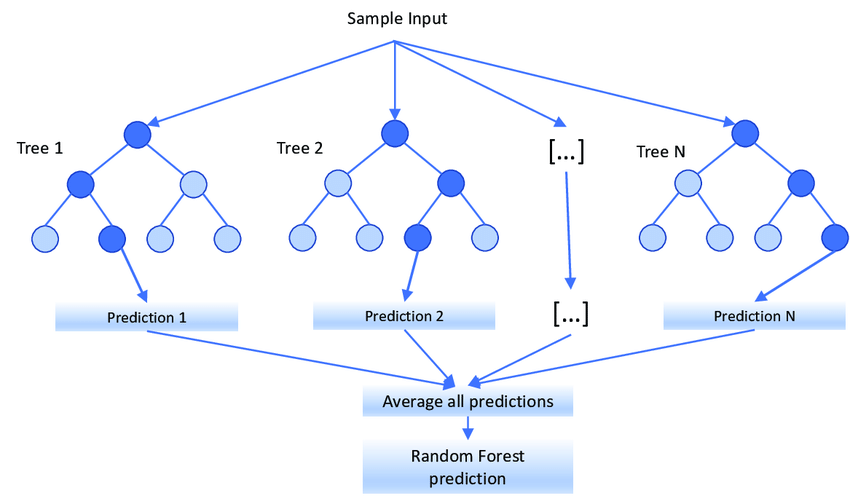 Sample Input
Tree 1
Tree 2
[...]
Tree N
[...]
Prediction 1
Prediction 2
Prediction N
Average all predictions
Random Forest
prediction